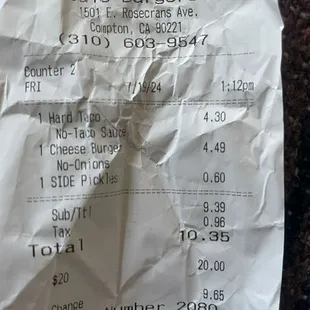 Burgers
1501 E. Rosecrans Ave.
Compton, CA 90221
(310) 603-9547
Counter 2
FRI 7/19/24 1:12pm
1 Hard Taco 4.30
No-Taco Sauce
1 Cheese Burger 4.49
No-Onions
1 SIDE Pickles 0.60
Sub/Ttl 9.39
Tax 0.96
Total 10.35
$20 20.00
Change 9.65
Number 2080